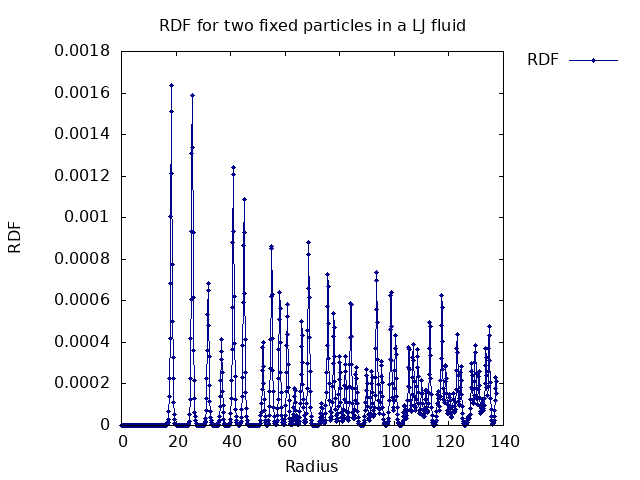 RDF for two fixed particles in a LJ fluid
RDF
0.0018
0.0016
0.0014
0.0012
0.001
0.0008
0.0006
0.0004
0.0002
0
RDF
0 20 40 60 80 100 120 140
Radius